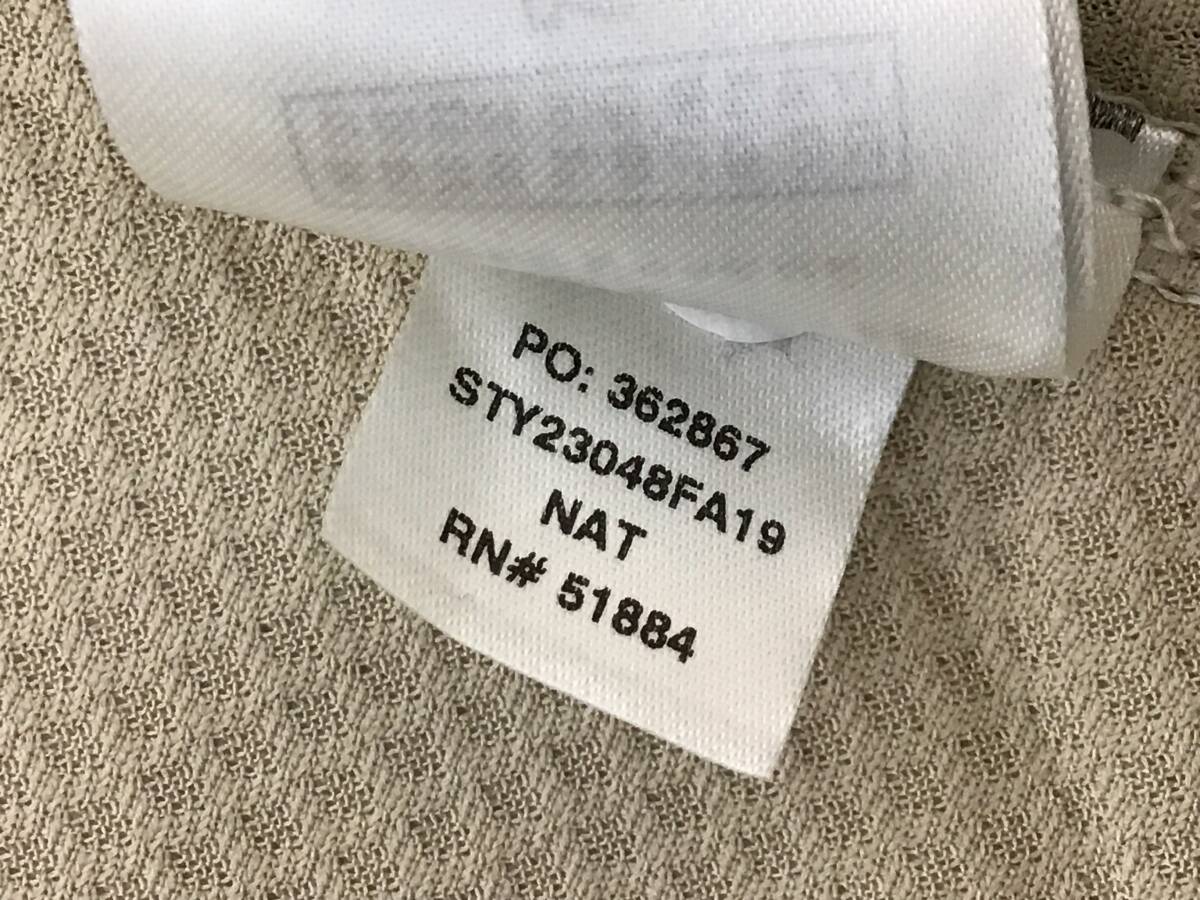 PO: 362867
STY23048FA19
NAT
RN# 51884